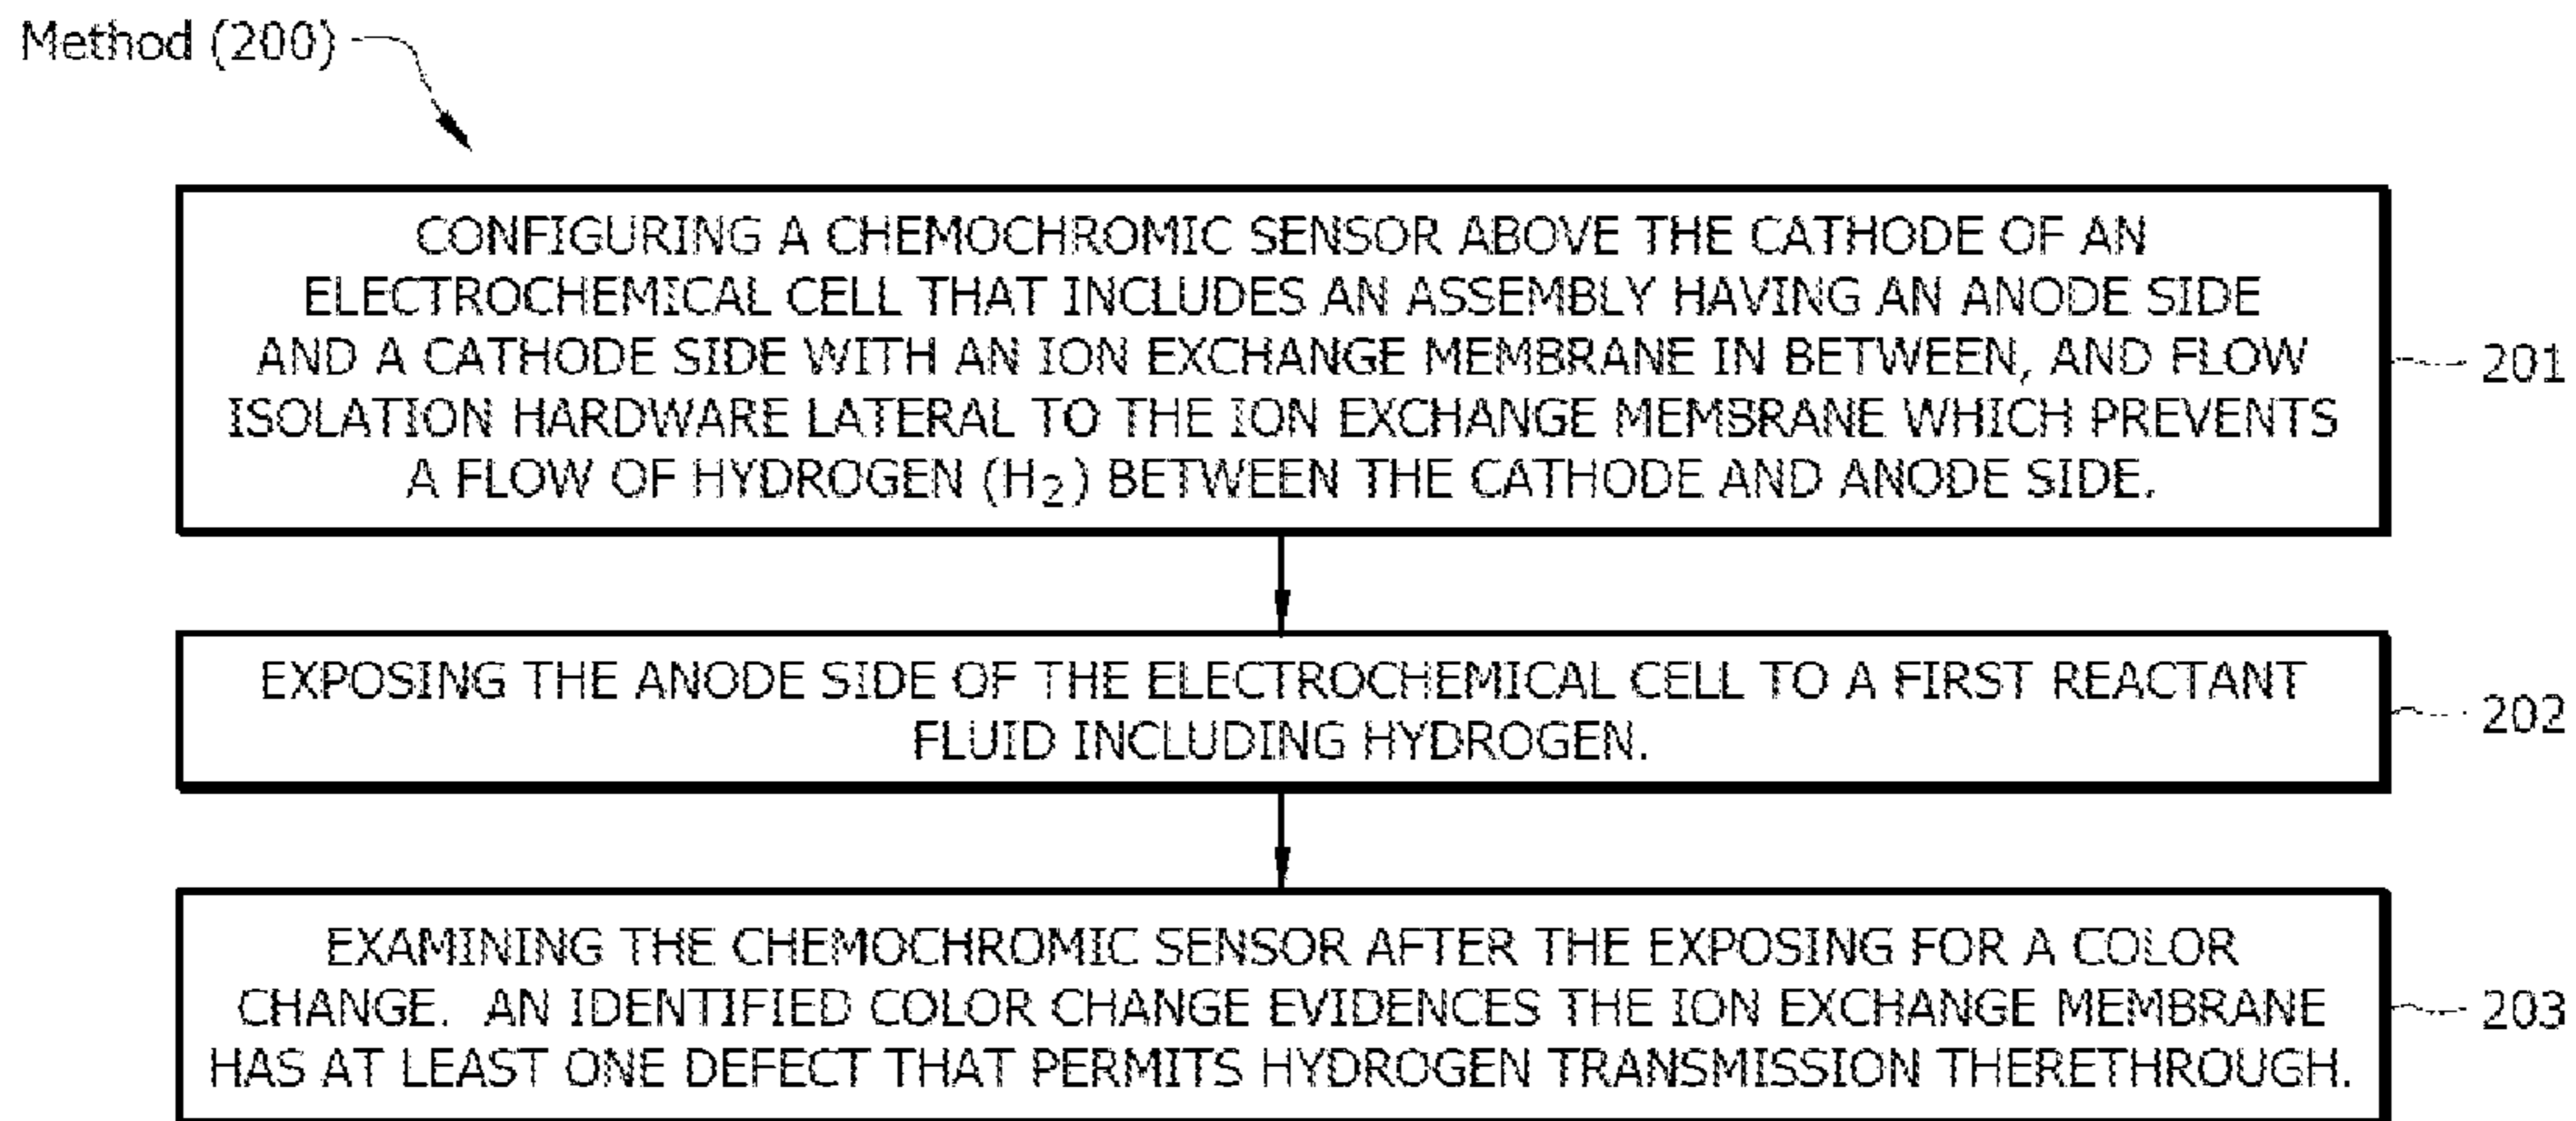 Method (200)
CONFIGURING A CHEMOCHROMIC SENSOR ABOVE THE CATHODE OF AN
ELECTROCHEMICAL CELL THAT INCLUDES AN ASSEMBLY HAVING AN ANODE SIDE
AND A CATHODE SIDE WITH AN ION EXCHANGE MEMBRANE IN BETWEEN, AND FLOW
ISOLATION HARDWARE LATERAL TO THE ION EXCHANGE MEMBRANE WHICH PREVENTS
A FLOW OF HYDROGEN (H₂) BETWEEN THE CATHODE AND ANODE SIDE.
201
EXPOSING THE ANODE SIDE OF THE ELECTROCHEMICAL CELL TO A FIRST REACTANT
FLUID INCLUDING HYDROGEN.
202
EXAMINING THE CHEMOCHROMIC SENSOR AFTER THE EXPOSING FOR A COLOR
CHANGE. AN IDENTIFIED COLOR CHANGE EVIDENCES THE ION EXCHANGE MEMBRANE
HAS AT LEAST ONE DEFECT THAT PERMITS HYDROGEN TRANSMISSION THERETHROUGH.
203